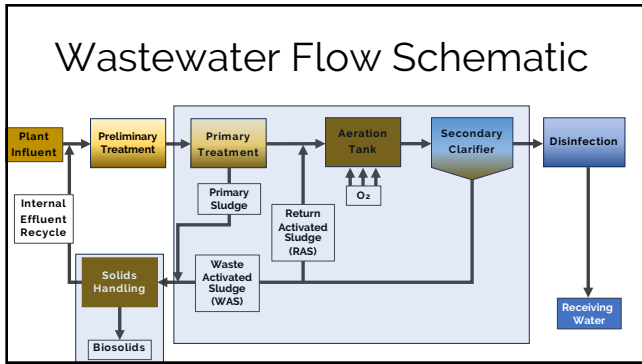 Wastewater Flow Schematic
Plant
Influent
Preliminary
Treatment
Primary
Treatment
Aeration
Tank
Secondary
Clarifier
Disinfection
Primary
Sludge
O₂
Internal
Effluent
Recycle
Return
Activated
Sludge
(RAS)
Waste
Activated
Sludge
(WAS)
Solids
Handling
Biosolids
Receiving
Water